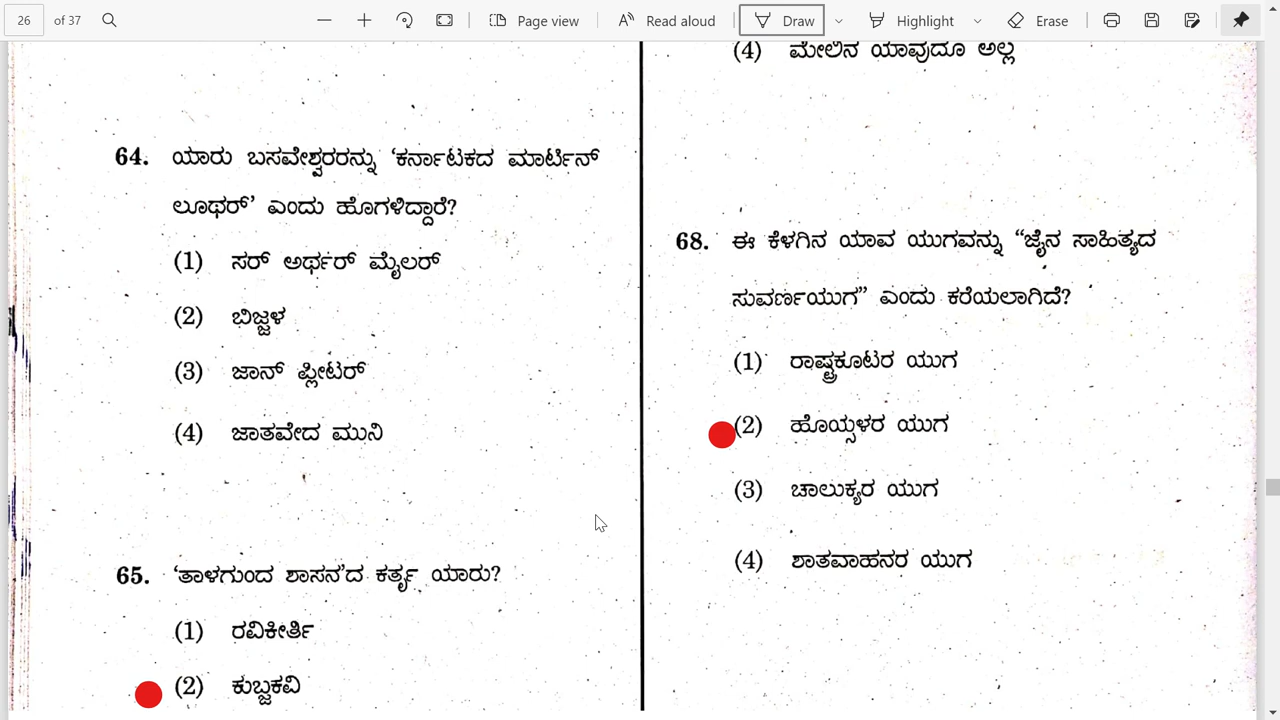 26 of 37 Page view Read aloud Draw Highlight Erase
64. ಯಾರು ಬಸವೇಶ್ವರರನ್ನು 'ಕರ್ನಾಟಕದ ಮಾರ್ಟಿನ್
ಲೂಥರ್' ಎಂದು ಹೊಗಳಿದ್ದಾರೆ?
(1) ಸರ್ ಅರ್ಥರ್ ಮೈಲರ್
(2) ಭಿಜ್ಜಳ
(3) ಜಾನ್ ಪ್ಲೀಟರ್
(4) ಜಾತವೇದ ಮುನಿ
65. 'ತಾಳಗುಂದ ಶಾಸನ'ದ ಕರ್ತೃ ಯಾರು?
(1) ರವಿಕೀರ್ತಿ
(2) ಕುಬ್ಜಕವಿ
(4) ಮೇಲಿನ ಯಾವುದೂ ಅಲ್ಲ
68. ಈ ಕೆಳಗಿನ ಯಾವ ಯುಗವನ್ನು "ಜೈನ ಸಾಹಿತ್ಯದ
ಸುವರ್ಣಯುಗ" ಎಂದು ಕರೆಯಲಾಗಿದೆ?
(1) ರಾಷ್ಟ್ರಕೂಟರ ಯುಗ
(2) ಹೊಯ್ಸಳರ ಯುಗ
(3) ಚಾಲುಕ್ಯರ ಯುಗ
(4) ಶಾತವಾಹನರ ಯುಗ